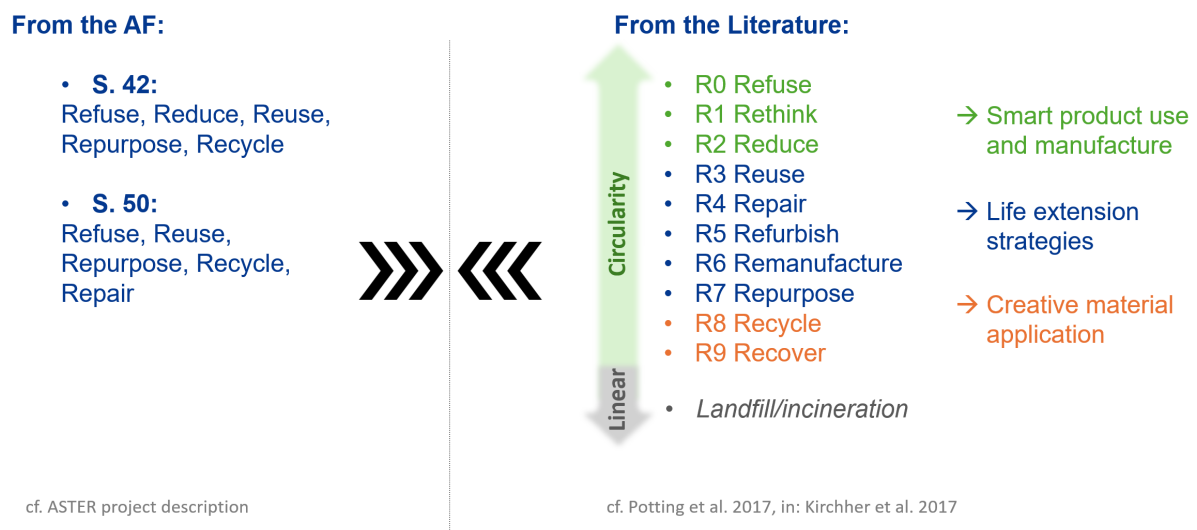 From the AF:
• S. 42:
Refuse, Reduce, Reuse,
Repurpose, Recycle
• S. 50:
Refuse, Reuse,
Repurpose, Recycle,
Repair
cf. ASTER project description
From the Literature:
Circularity
Linear
• R0 Refuse
• R1 Rethink
• R2 Reduce
• R3 Reuse
• R4 Repair
• R5 Refurbish
• R6 Remanufacture
• R7 Repurpose
• R8 Recycle
• R9 Recover
• Landfill/incineration
→ Smart product use
and manufacture
→ Life extension
strategies
→ Creative material
application
cf. Potting et al. 2017, in: Kirchher et al. 2017